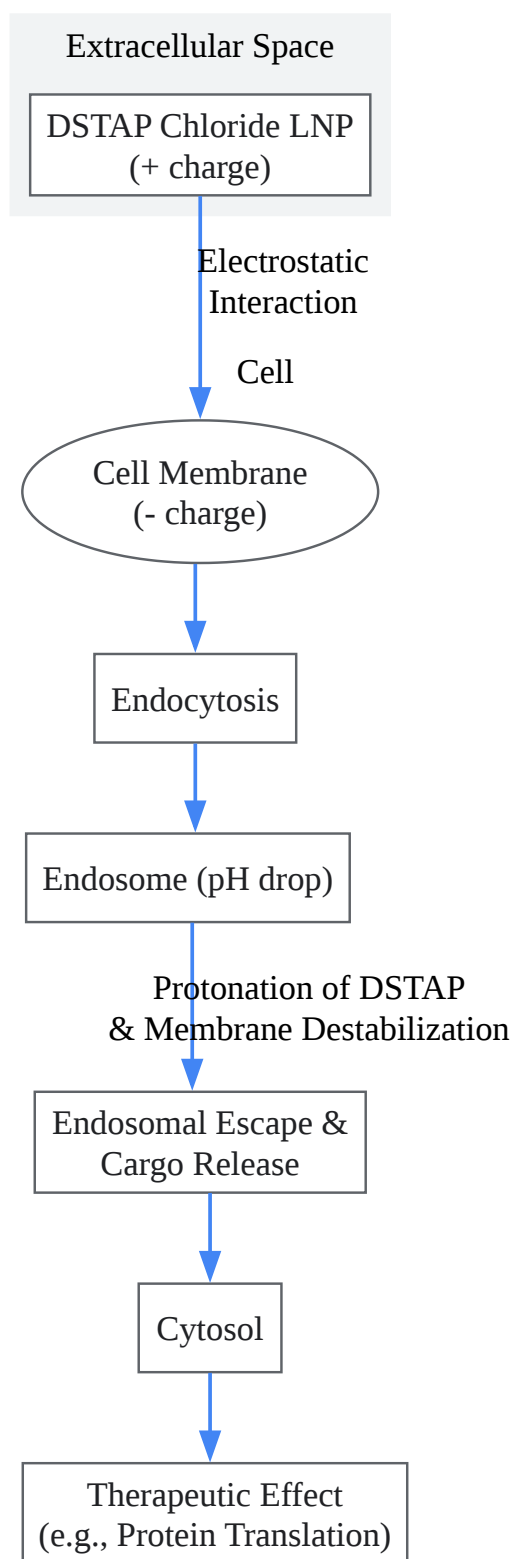 Extracellular Space
DSTAP Chloride LNP
(+ charge)
Electrostatic
Interaction
Cell
Cell Membrane
(- charge)
Endocytosis
Endosome (pH drop)
Protonation of DSTAP
& Membrane Destabilization
Endosomal Escape &
Cargo Release
Cytosol
Therapeutic Effect
(e.g., Protein Translation)